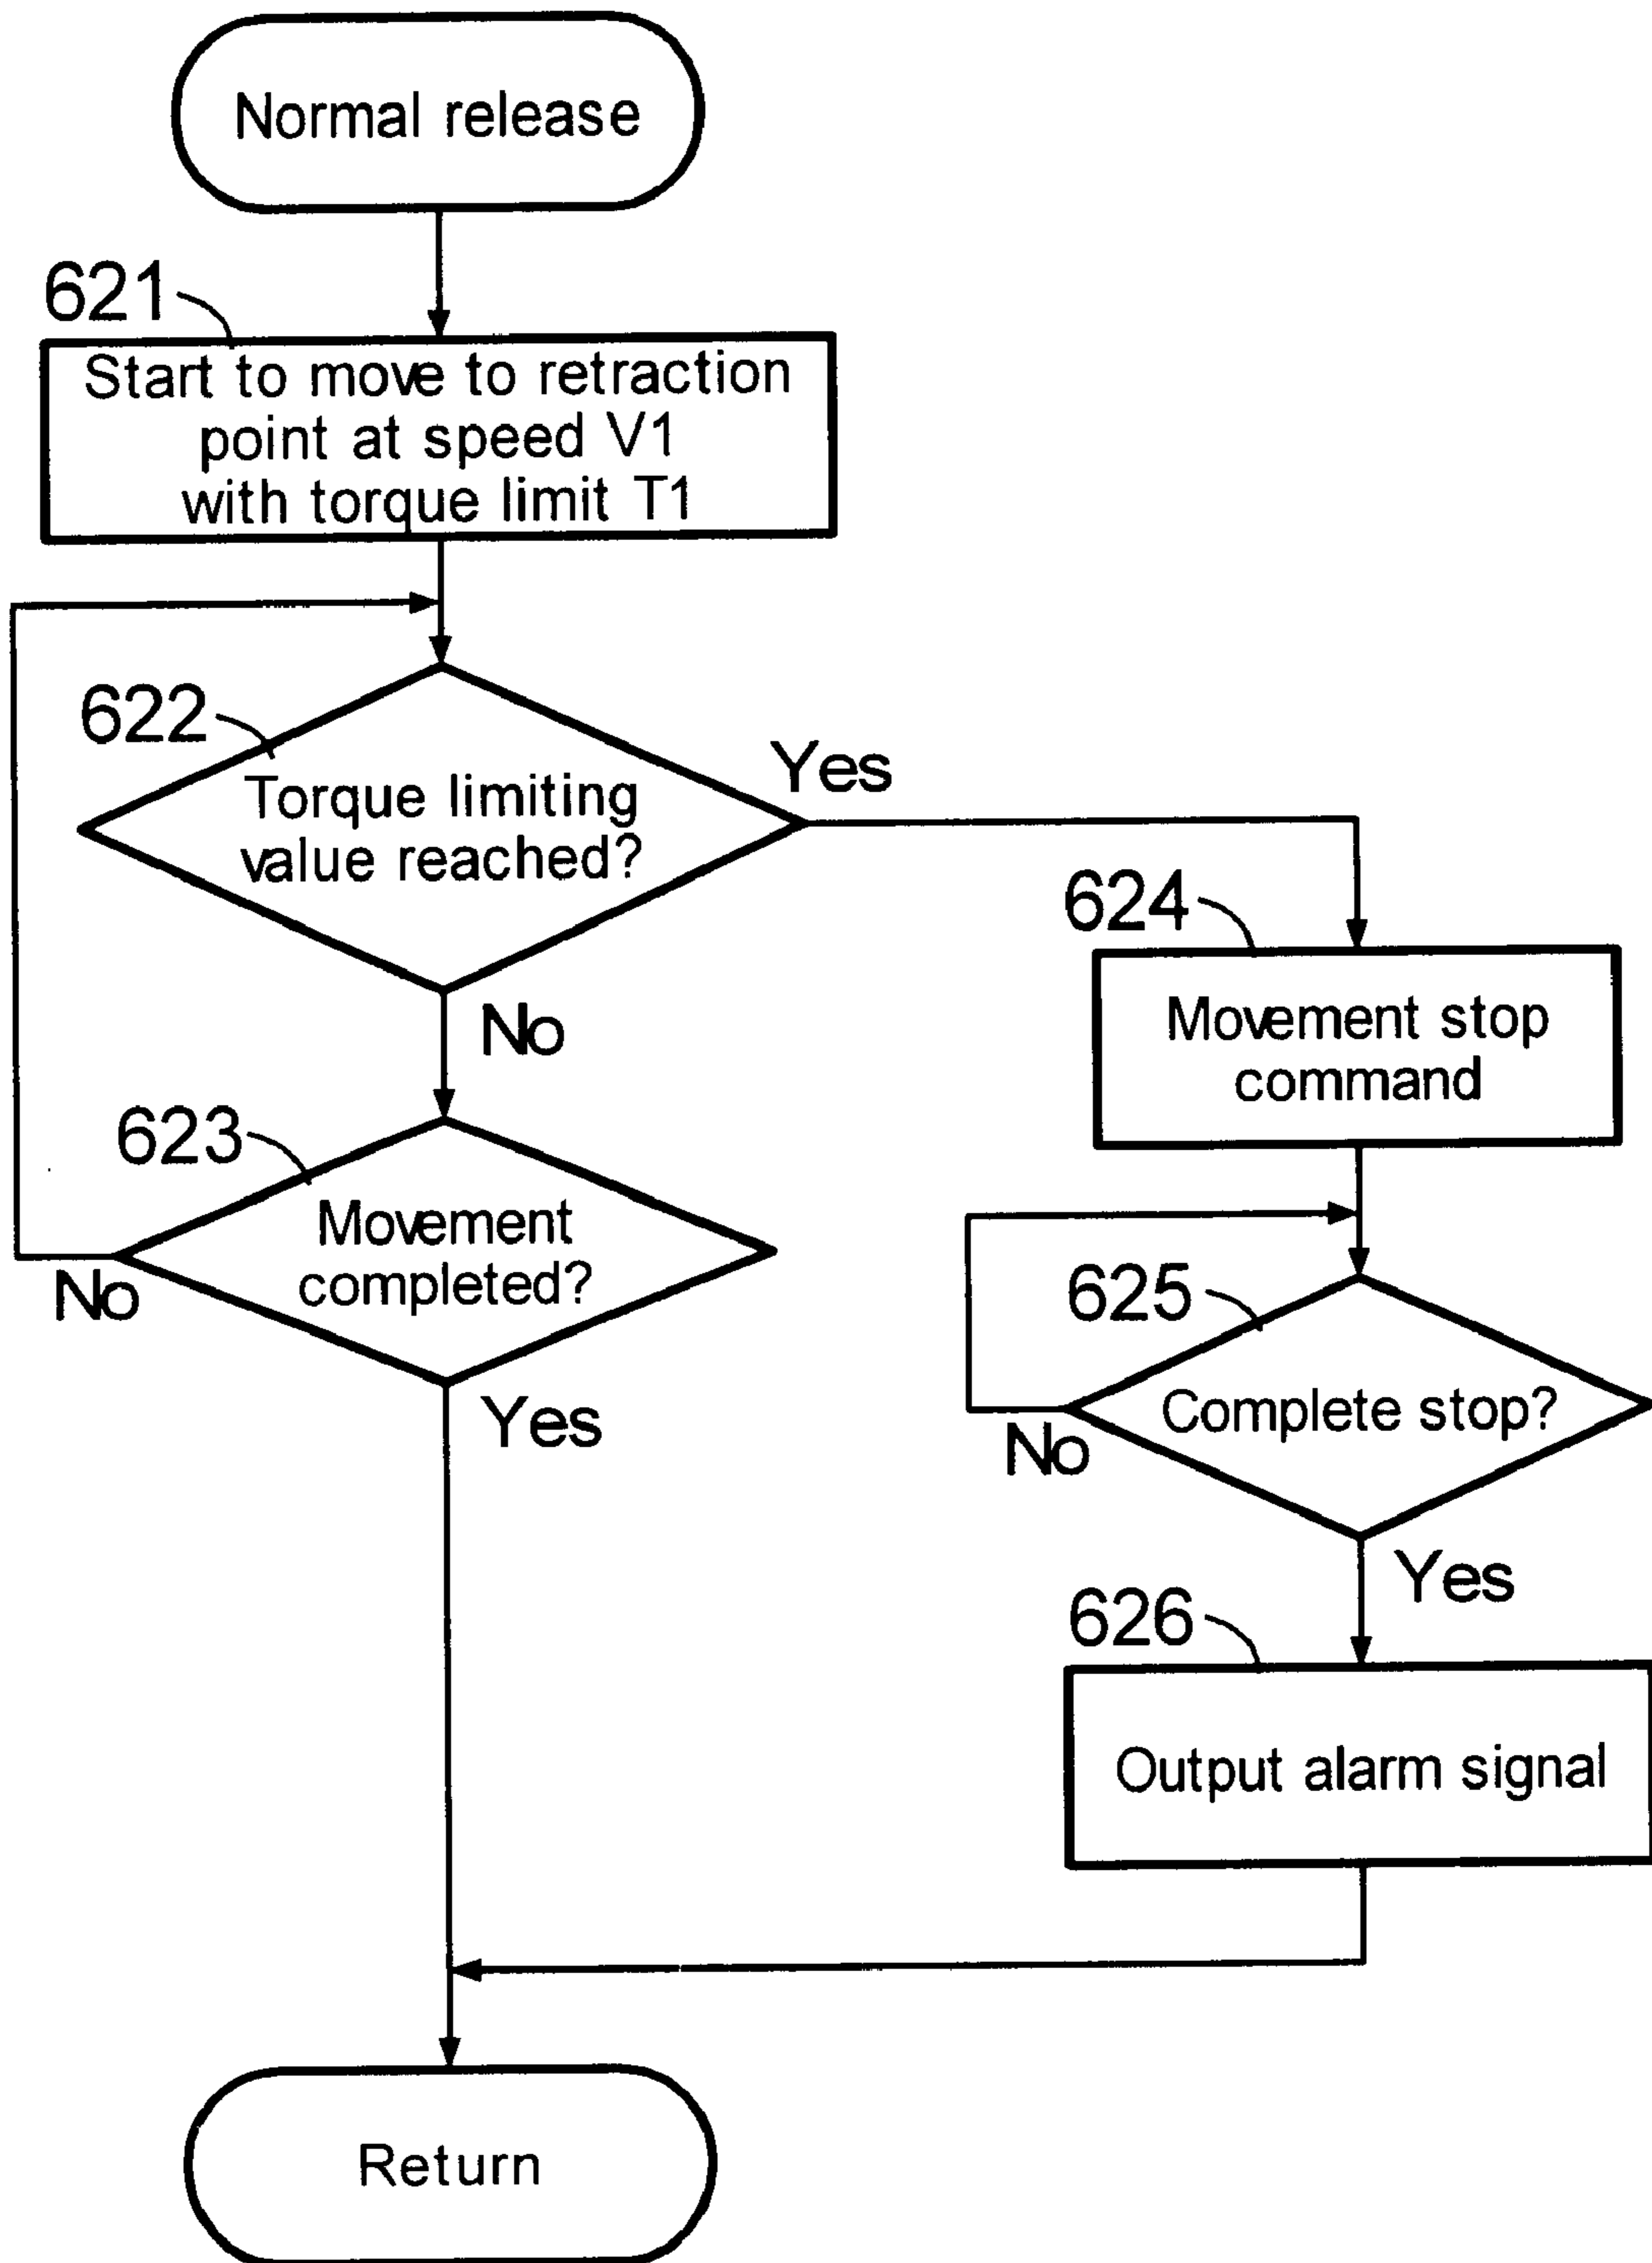 Normal release
621
Start to move to retraction
point at speed V1
with torque limit T1
622
Torque limiting
value reached?
Yes
No
624
Movement stop
command
623
Movement
completed?
No
Yes
625
Complete stop?
No
Yes
626
Output alarm signal
Return